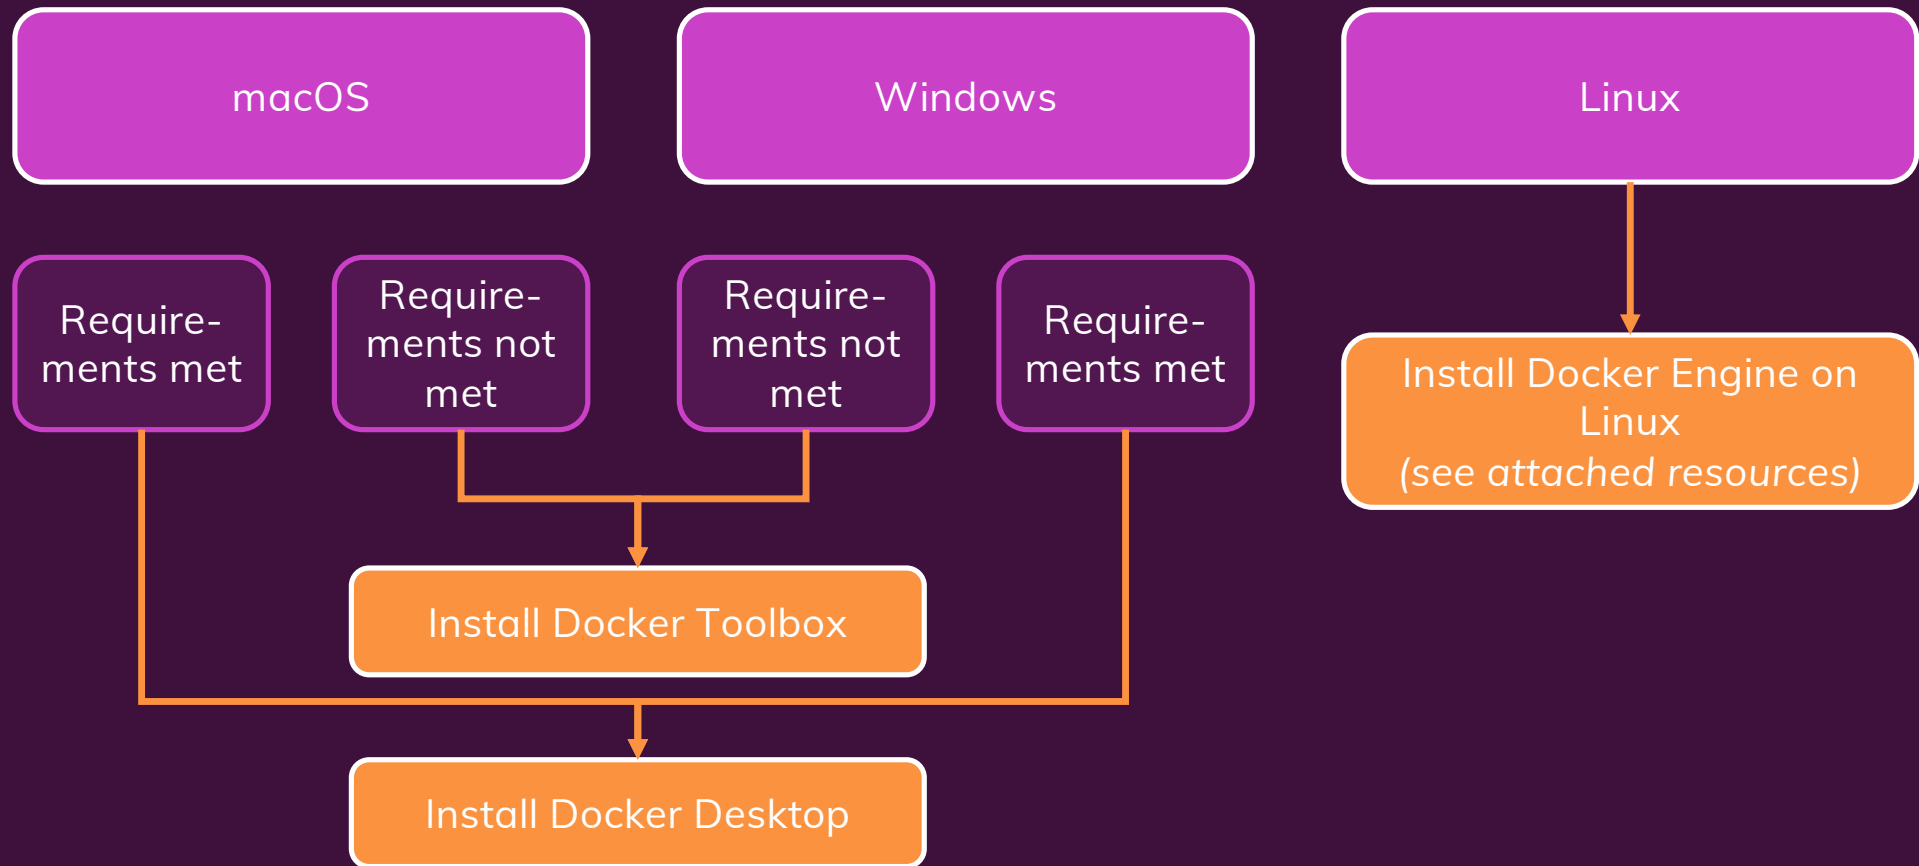 macOS
Windows
Linux
Require-
ments met
Require-
ments not
met
Require-
ments not
met
Require-
ments met
Install Docker Engine on
Linux
(see attached resources)
Install Docker Toolbox
Install Docker Desktop